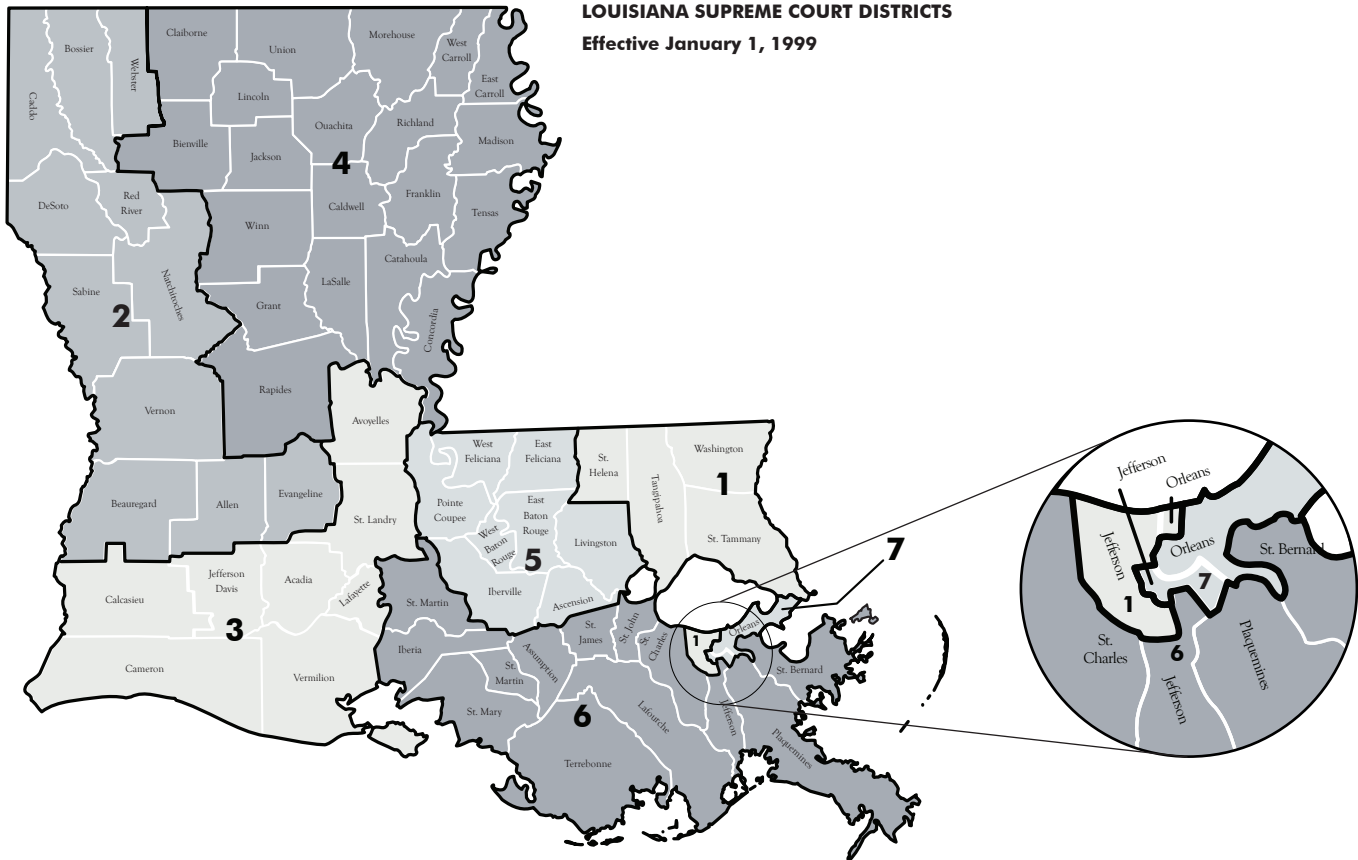 LOUISIANA SUPREME COURT DISTRICTS
Effective January 1, 1999
Caddo
Bossier
Webster
Claiborne
Union
Morehouse
West
Carroll
East
Carroll
Lincoln
Ouachita
Richland
Madison
Bienville
Jackson
4
DeSoto
Red
River
Winn
Caldwell
Franklin
Tensas
Sabine
2
Natchitoches
Grant
LaSalle
Catahoula
Concordia
Vernon
Rapides
Avoyelles
Beauregard
Allen
Evangeline
St. Landry
West
Feliciana
East
Feliciana
St.
Helena
Tangipahoa
Washington
1
St. Tammany
Pointe
Coupee
West
Baton
Rouge
East
Baton
Rouge
5
Livingston
Iberville
Ascension
Calcasieu
Jefferson
Davis
Acadia
Lafayette
3
Cameron
Vermilion
St. Martin
Iberia
St.
Martin
St. Mary
Assumption
St.
James
St. John
St.
Charles
1
Orleans
7
St. Bernard
6
Lafourche
Terrebonne
Jefferson
Plaquemines
Jefferson
Orleans
Jefferson
1
Orleans
7
St. Bernard
St.
Charles
6
Jefferson
Plaquemines